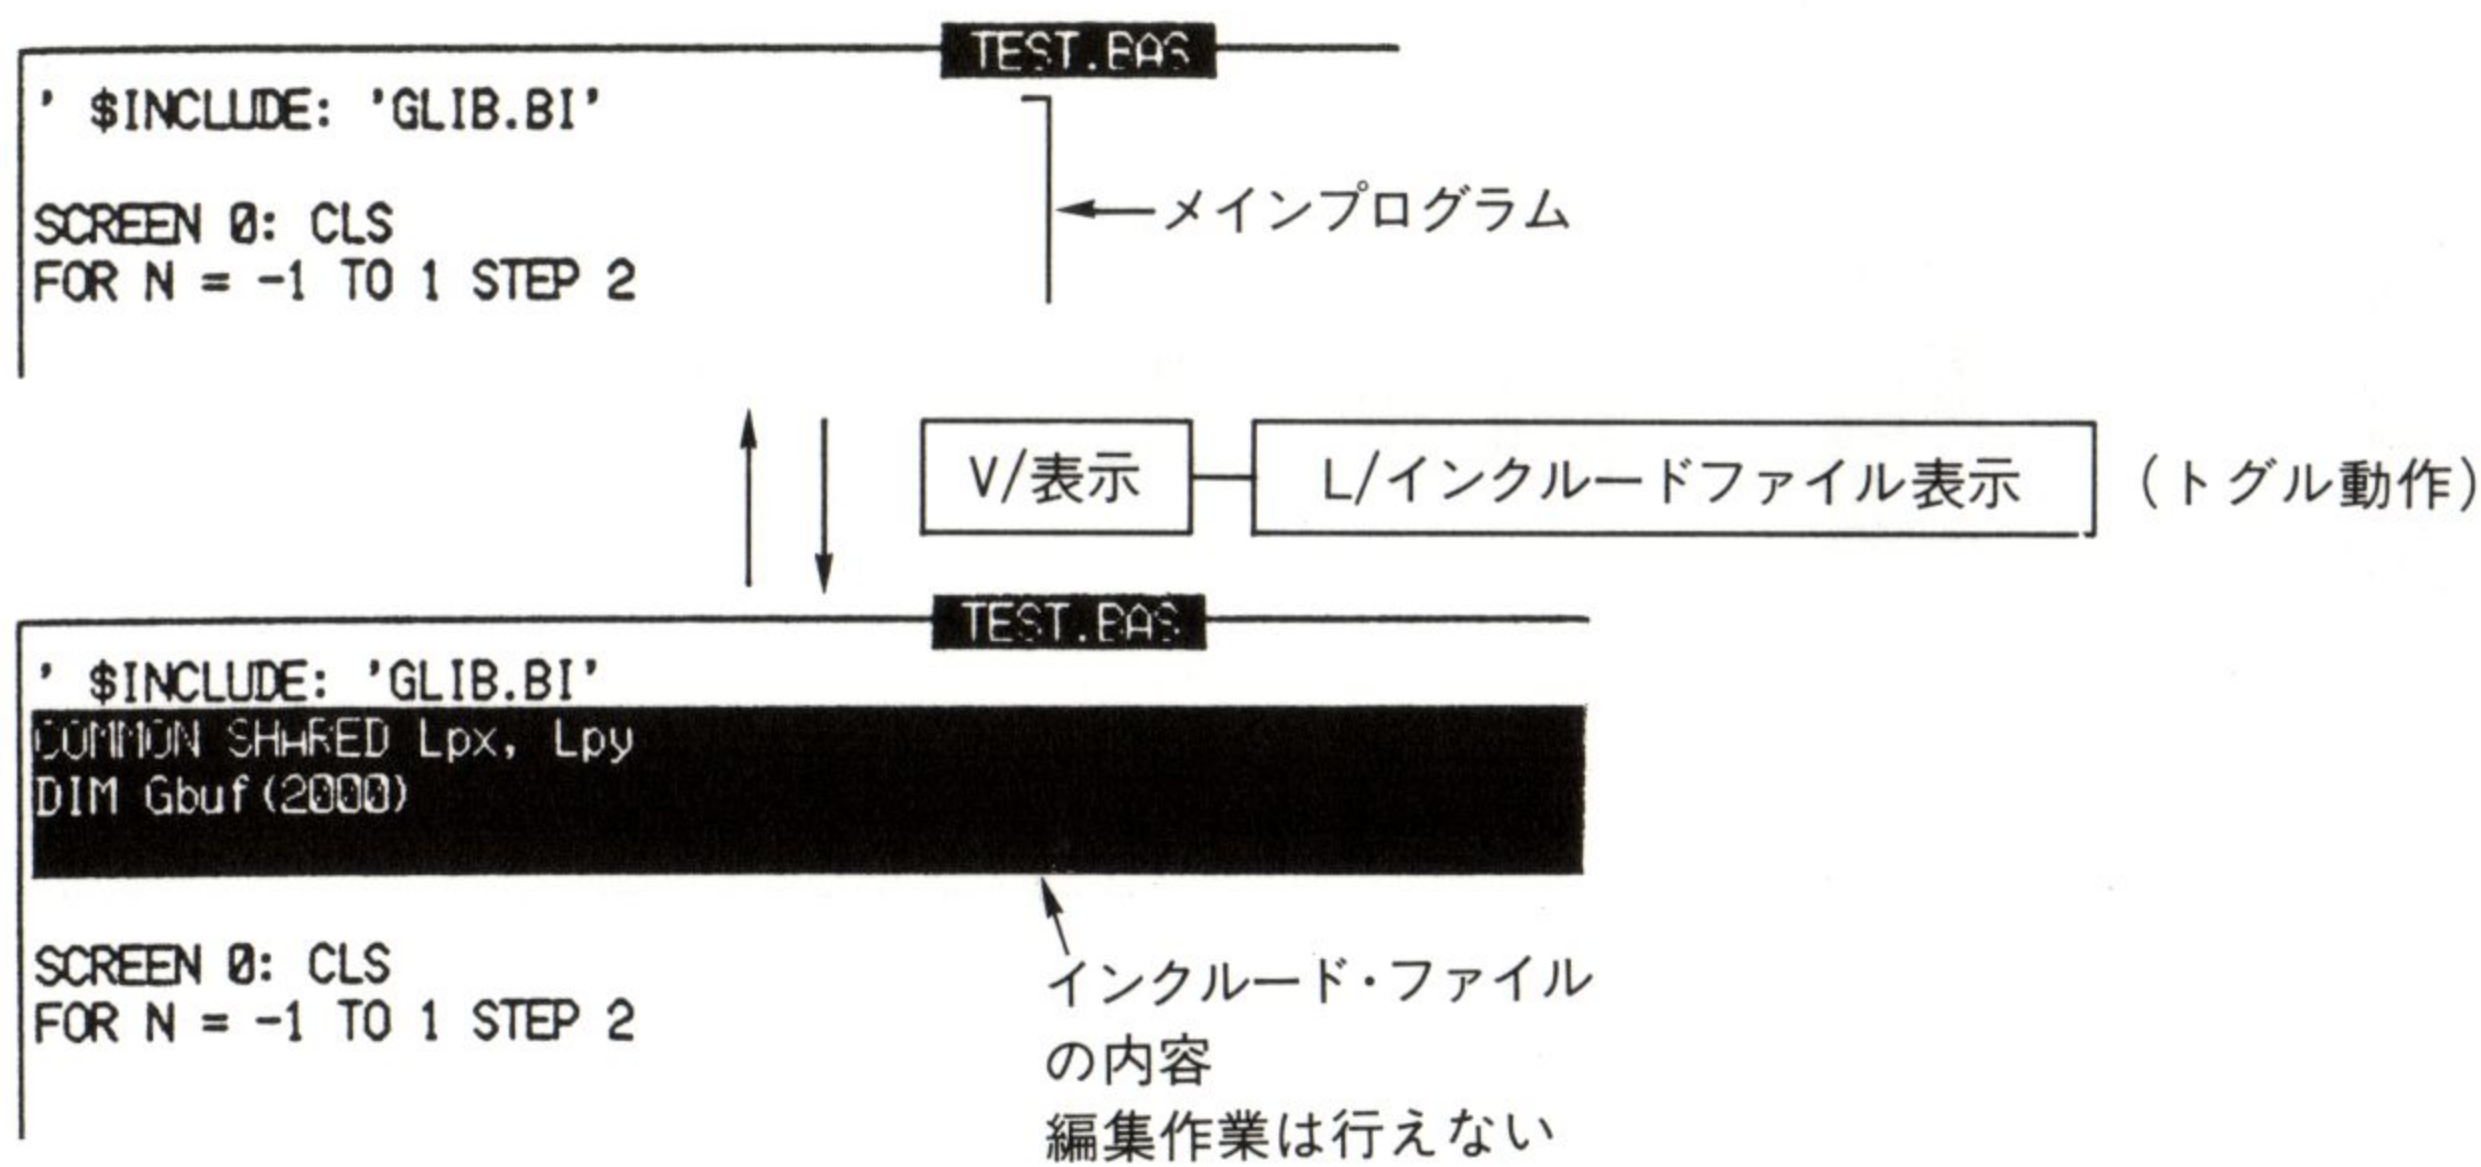 TEST.BAS
' $INCLUDE: 'GLIB.BI'
SCREEN 0: CLS
FOR N = -1 TO 1 STEP 2
メインプログラム
V/表示
L/インクルードファイル表示
(トグル動作)
TEST.BAS
' $INCLUDE: 'GLIB.BI'
COMMON SHARED Lpx, Lpy
DIM Gbuf(2000)
SCREEN 0: CLS
FOR N = -1 TO 1 STEP 2
インクルード・ファイル
の内容
編集作業は行えない